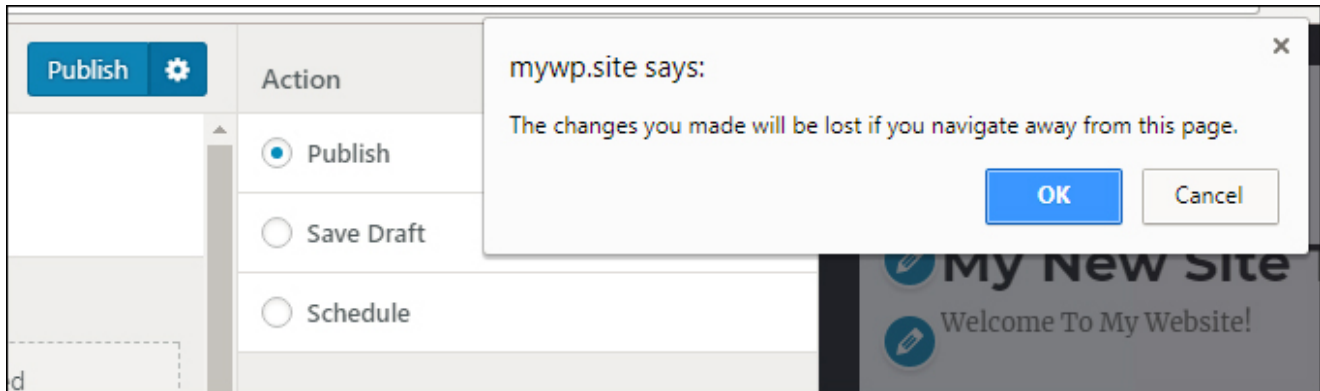 Publish
Action
Publish
Save Draft
Schedule
mywp.site says:
The changes you made will be lost if you navigate away from this page.
OK
Cancel
My New Site
Welcome To My Website!